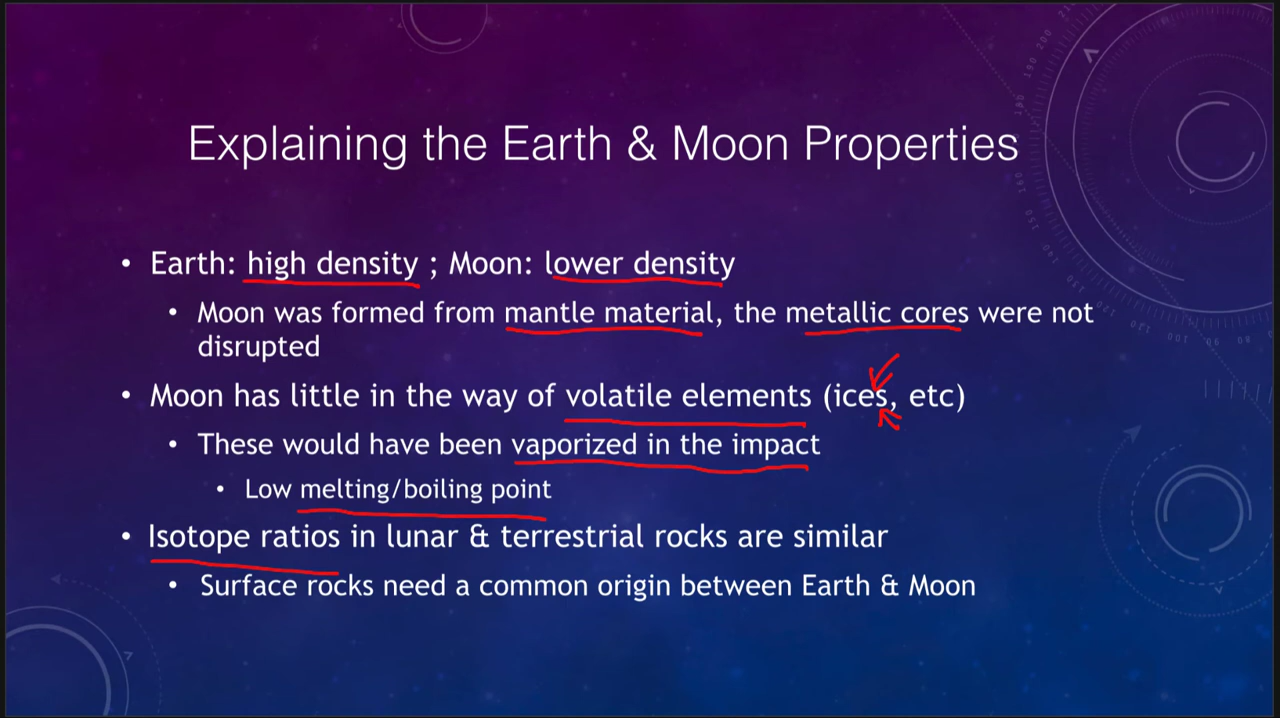 Explaining the Earth & Moon Properties
• Earth: high density ; Moon: lower density
• Moon was formed from mantle material, the metallic cores were not
disrupted
• Moon has little in the way of volatile elements (ices, etc)
• These would have been vaporized in the impact
• Low melting/boiling point
• Isotope ratios in lunar & terrestrial rocks are similar
• Surface rocks need a common origin between Earth & Moon